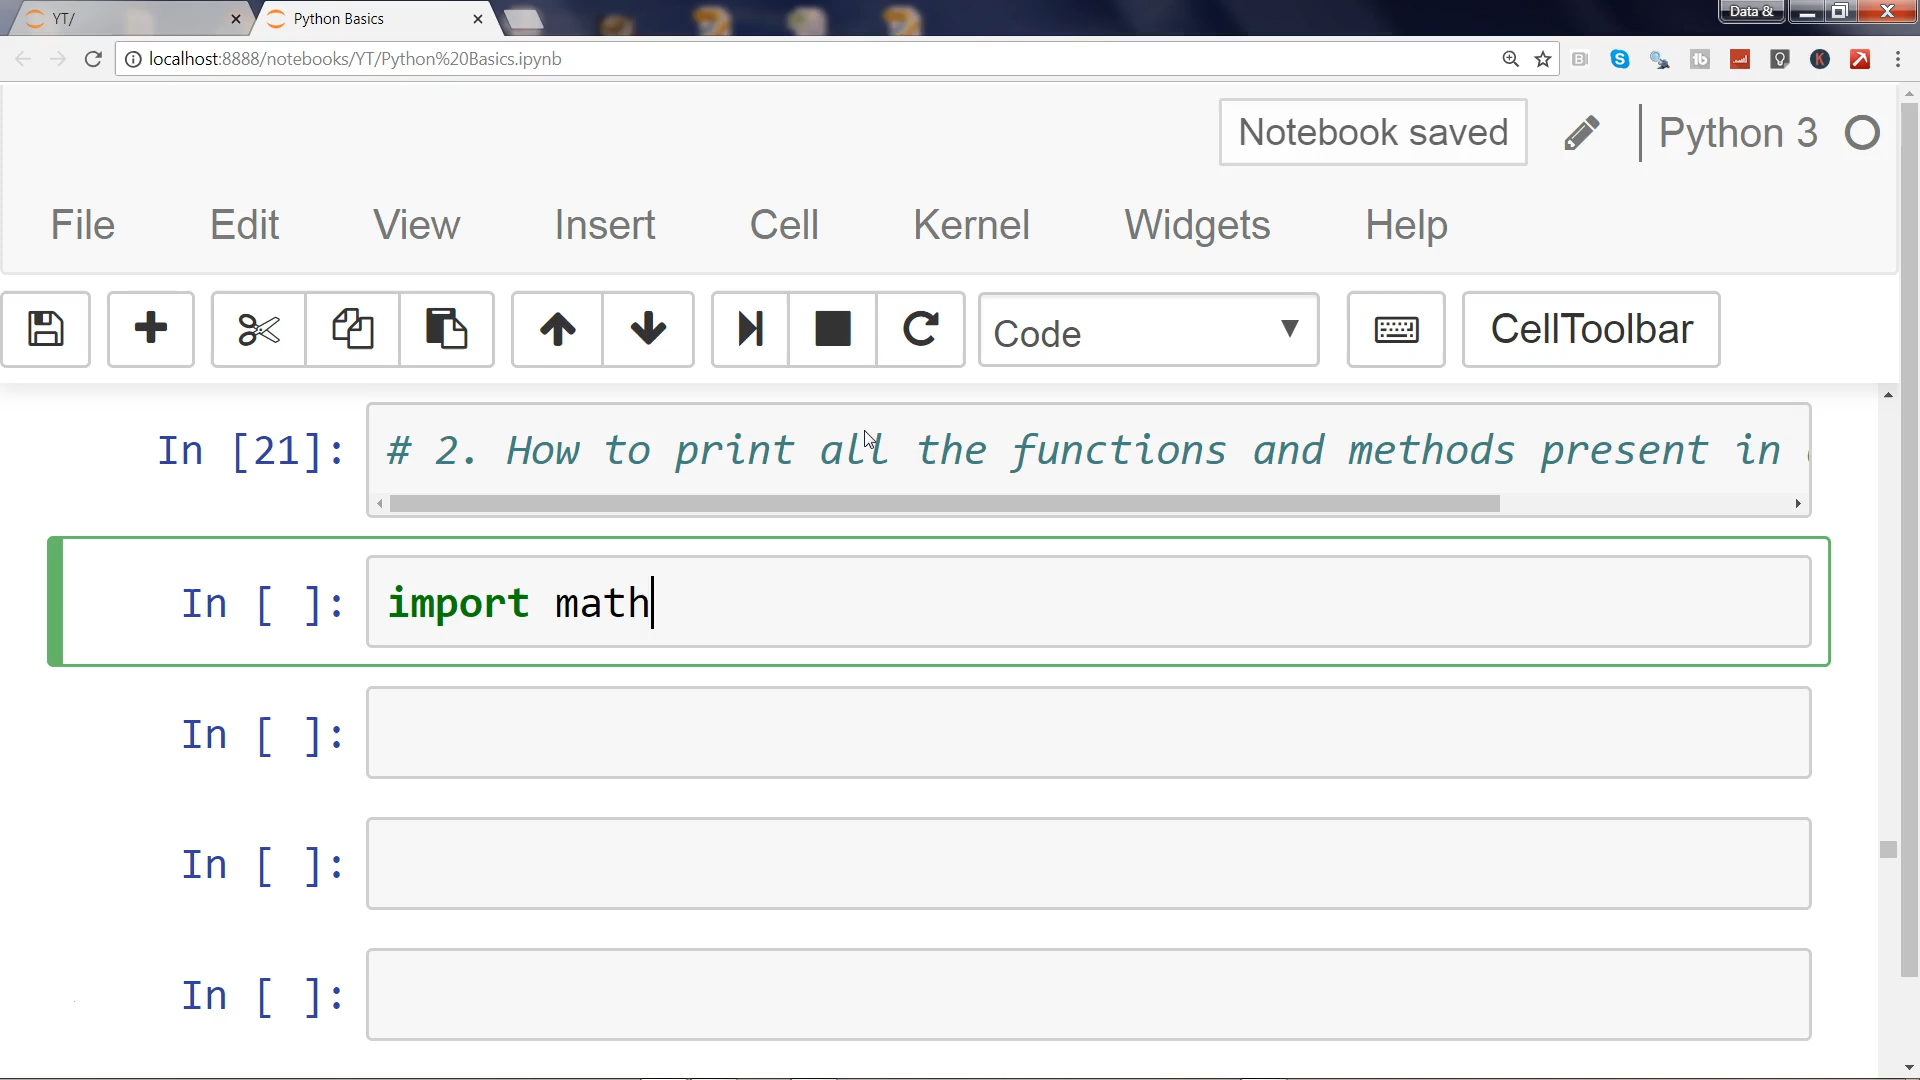 YT/
Python Basics
Data &
localhost:8888/notebooks/YT/Python%20Basics.ipynb
Notebook saved
Python 3
File Edit View Insert Cell Kernel Widgets Help
Code
CellToolbar
In [21]: # 2. How to print all the functions and methods present in
In [ ]: import math
In [ ]:
In [ ]:
In [ ]: